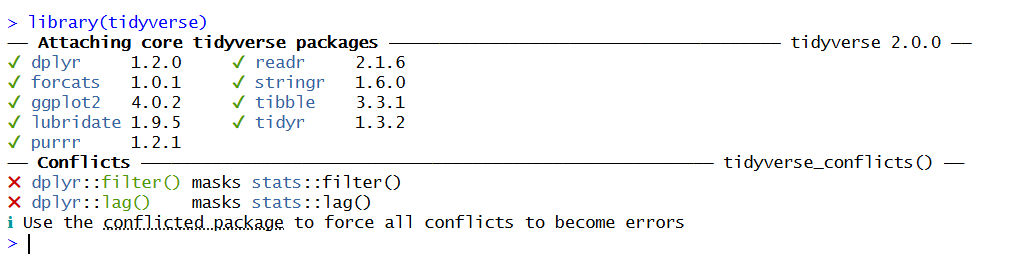 > library(tidyverse)
── Attaching core tidyverse packages ──────────────────────────────────── tidyverse 2.0.0 ──
✔ dplyr     1.2.0     ✔ readr     2.1.6
✔ forcats   1.0.1     ✔ stringr   1.6.0
✔ ggplot2   4.0.2     ✔ tibble    3.3.1
✔ lubridate 1.9.5     ✔ tidyr     1.3.2
✔ purrr     1.2.1
── Conflicts ───────────────────────────────────────────────────── tidyverse_conflicts() ──
✖ dplyr::filter() masks stats::filter()
✖ dplyr::lag()    masks stats::lag()
ℹ Use the conflicted package to force all conflicts to become errors
>